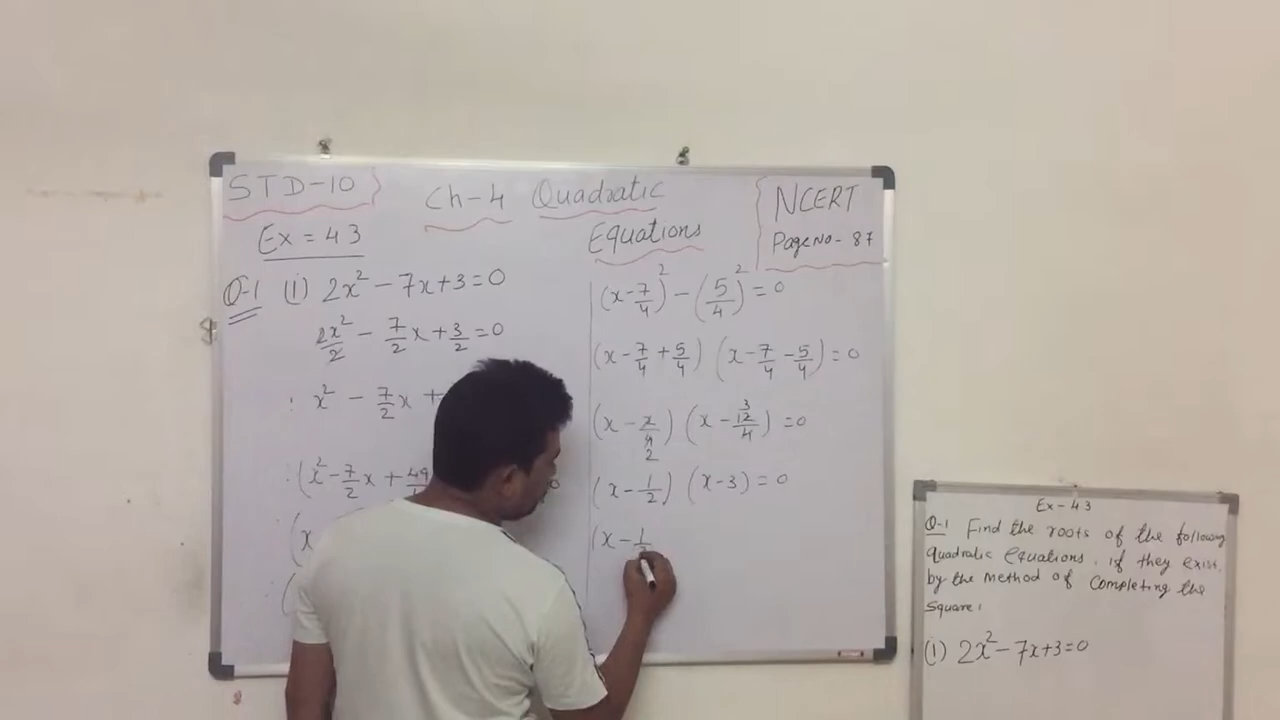 STD-10
Ch-4 Quadratic
Equations
NCERT
Page No - 87
Ex = 4 3
Q-1 (i) 2x² - 7x + 3 = 0
2x²/2 - 7/2 x + 3/2 = 0
x² - 7/2 x +
(x² - 7/2 x + 49
(x
(
(x - 7/4)² - (5/4)² = 0
(x - 7/4 + 5/4) (x - 7/4 - 5/4) = 0
(x - 2/4 2) (x - 3 12/4) = 0
(x - 1/2) (x - 3) = 0
(x - 1
Ex - 4 3
Q-1 Find the roots of the following
quadratic equations, if they exist,
by the method of Completing the
Square:
(i) 2x² - 7x + 3 = 0